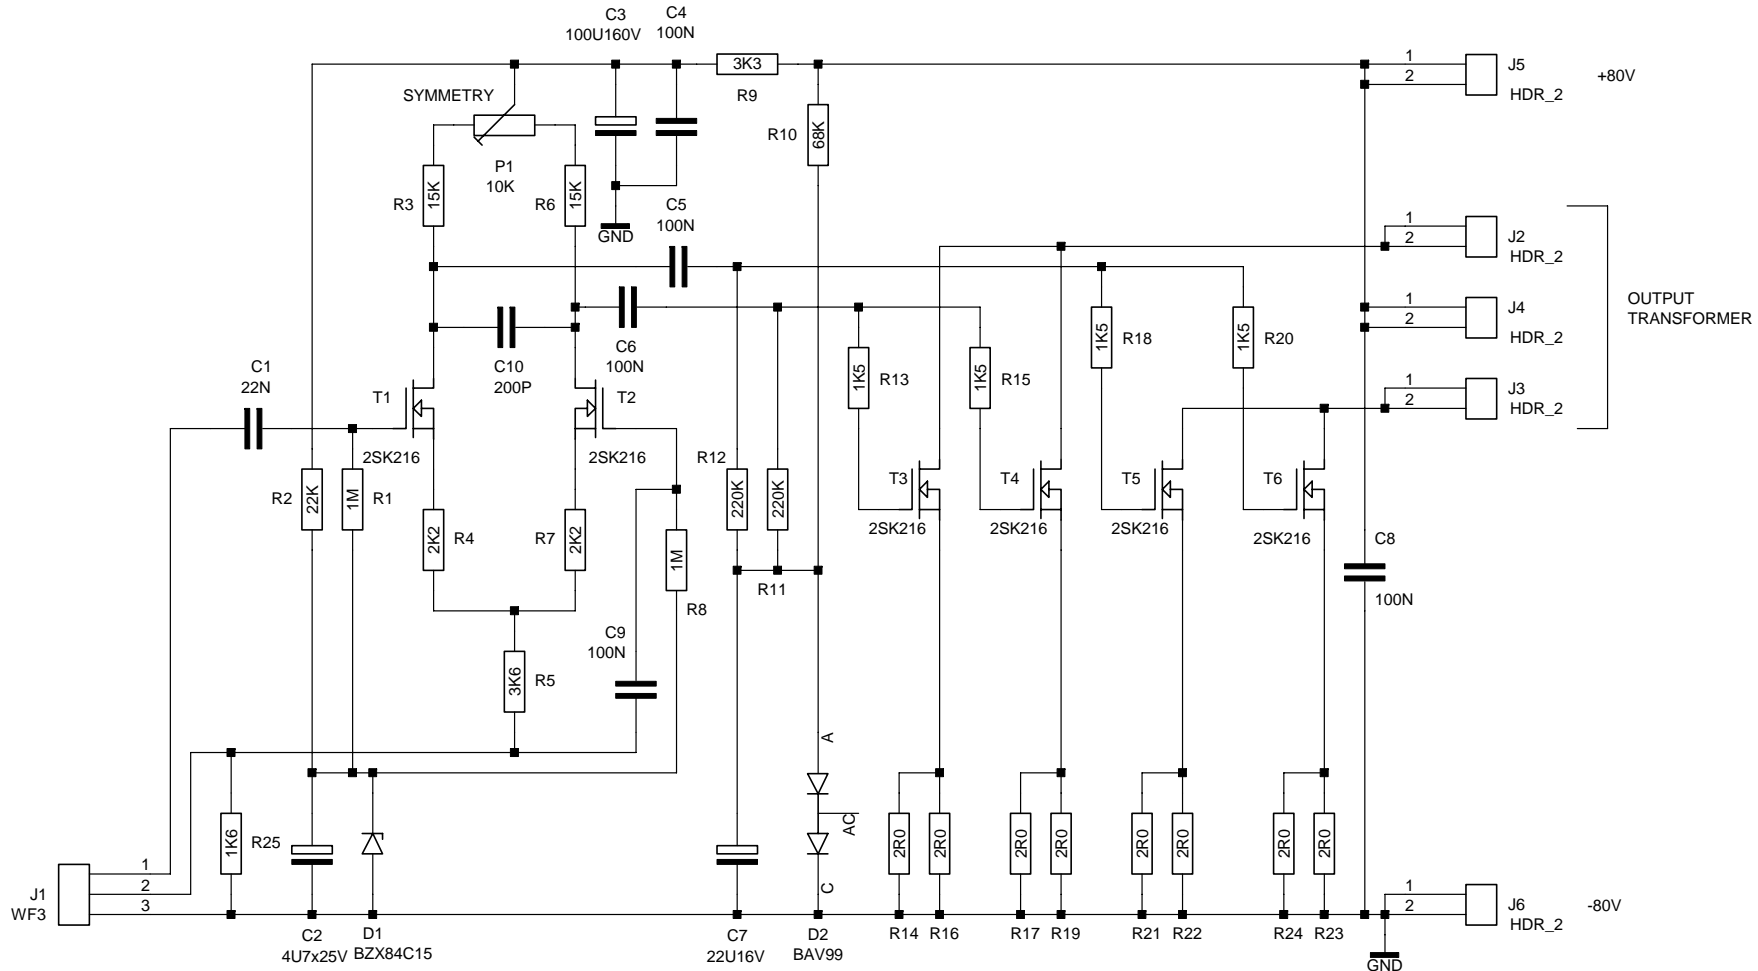 C3
100U160V
C4
100N
3K3
R9
1
2
J5
HDR_2
+80V
SYMMETRY
P1
10K
R10
68K
R3
15K
R6
15K
GND
C5
100N
1
2
J2
HDR_2
1
2
J4
HDR_2
OUTPUT
TRANSFORMER
1
2
J3
HDR_2
C6
100N
C10
200P
1K5
R13
1K5
R15
1K5
R18
1K5
R20
C1
22N
T1
2SK216
T2
2SK216
R2
22K
1M
R1
2K2
R4
R7
2K2
R12
220K
220K
R11
1M
R8
T3
2SK216
T4
2SK216
T5
2SK216
T6
2SK216
C8
100N
C9
100N
3K6
R5
A
AC
C
1K6
R25
2R0
2R0
2R0
2R0
2R0
2R0
2R0
2R0
J1
WF3
1
2
3
C2
4U7x25V
D1
BZX84C15
C7
22U16V
D2
BAV99
R14
R16
R17
R19
R21
R22
R24
R23
1
2
J6
HDR_2
-80V
GND